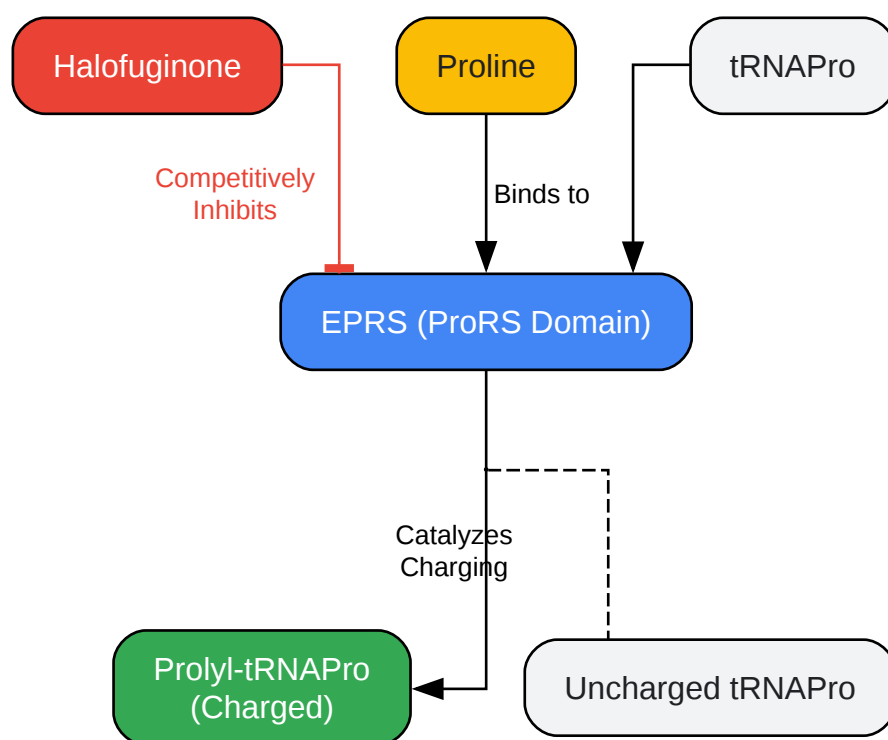 Halofuginone
Proline
tRNAPro
Competitively
Inhibits
Binds to
EPRS (ProRS Domain)
Catalyzes
Charging
Prolyl-tRNAPro
(Charged)
Uncharged tRNAPro